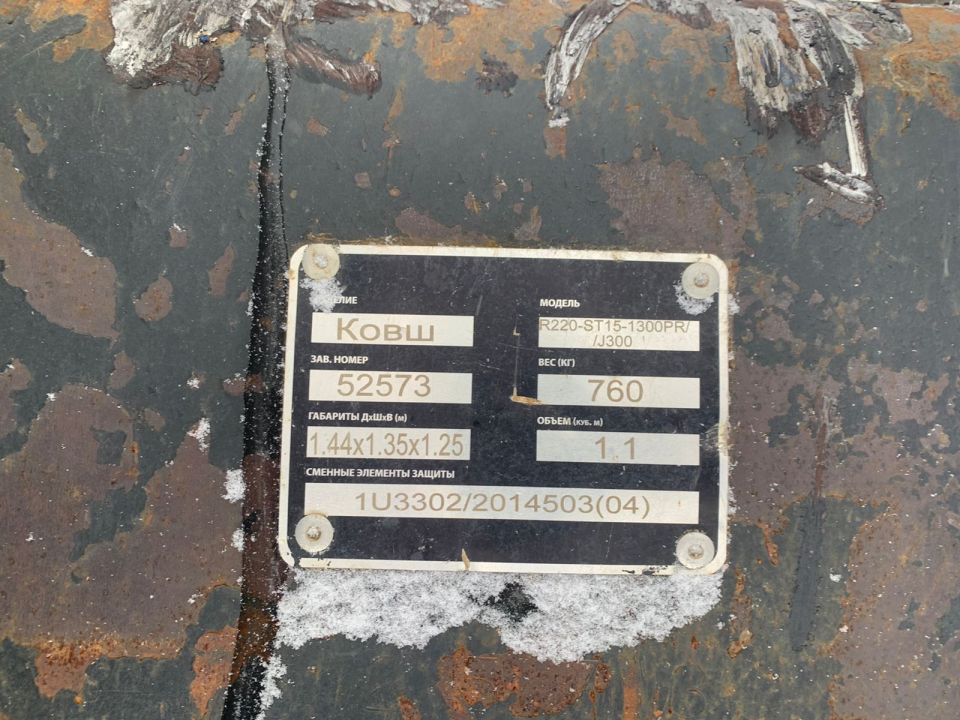 ИЗДЕЛИЕ
Ковш
МОДЕЛЬ
R220-ST15-1300PR/
/J300
ЗАВ. НОМЕР
52573
ВЕС (КГ)
760
ГАБАРИТЫ ДхШхВ (м)
1.44x1.35x1.25
ОБЪЕМ (КУБ. М)
1.1
СМЕННЫЕ ЭЛЕМЕНТЫ ЗАЩИТЫ
1U3302/2014503(04)